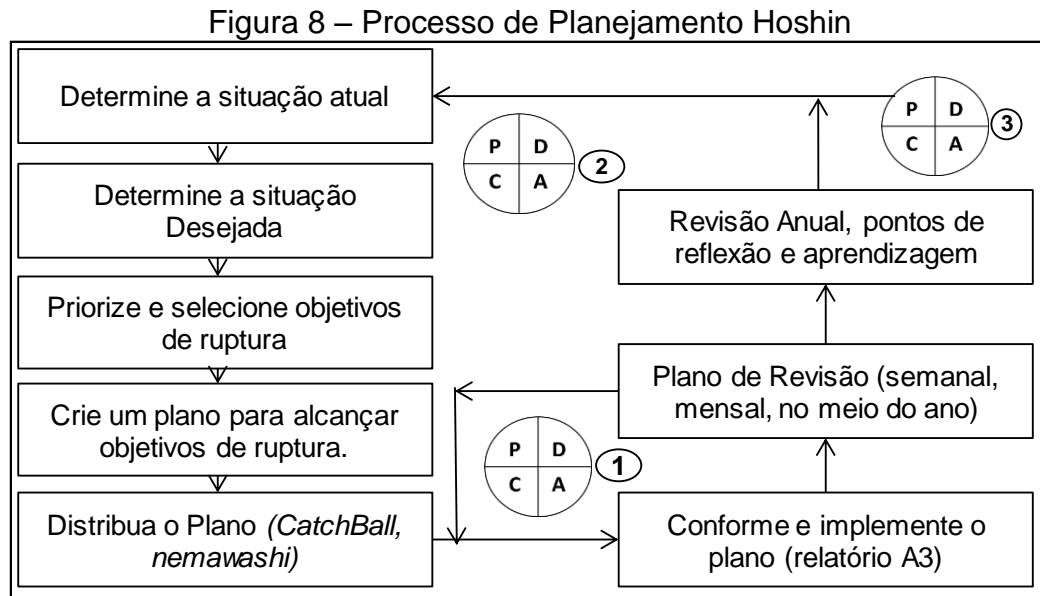 Figura 8 – Processo de Planejamento Hoshin
Determine a situação atual
Determine a situação
Desejada
Priorize e selecione objetivos
de ruptura
Crie um plano para alcançar
objetivos de ruptura.
Distribua o Plano (CatchBall,
nemawashi)
P D
C A
2
P D
C A
1
P D
C A
3
Revisão Anual, pontos de
reflexão e aprendizagem
Plano de Revisão (semanal,
mensal, no meio do ano)
Conforme e implemente o
plano (relatório A3)